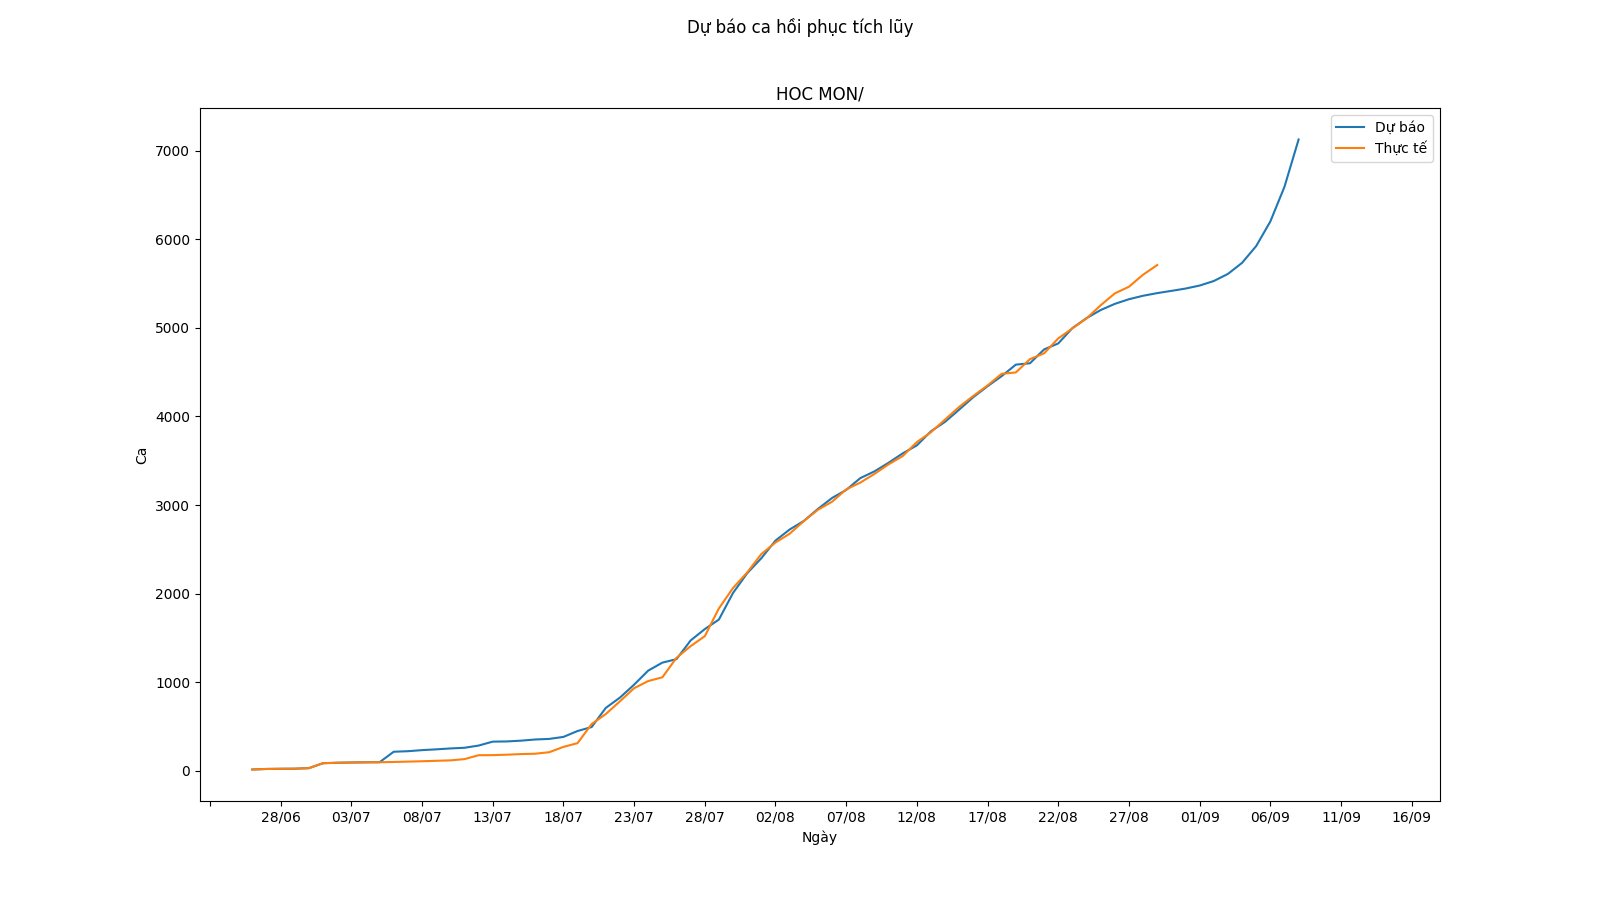 Dự báo ca hồi phục tích lũy
HOC MON/
Dự báo
Thực tế
7000
6000
5000
4000
3000
2000
1000
0
Ca
28/06 03/07 08/07 13/07 18/07 23/07 28/07 02/08 07/08 12/08 17/08 22/08 27/08 01/09 06/09 11/09 16/09
Ngày